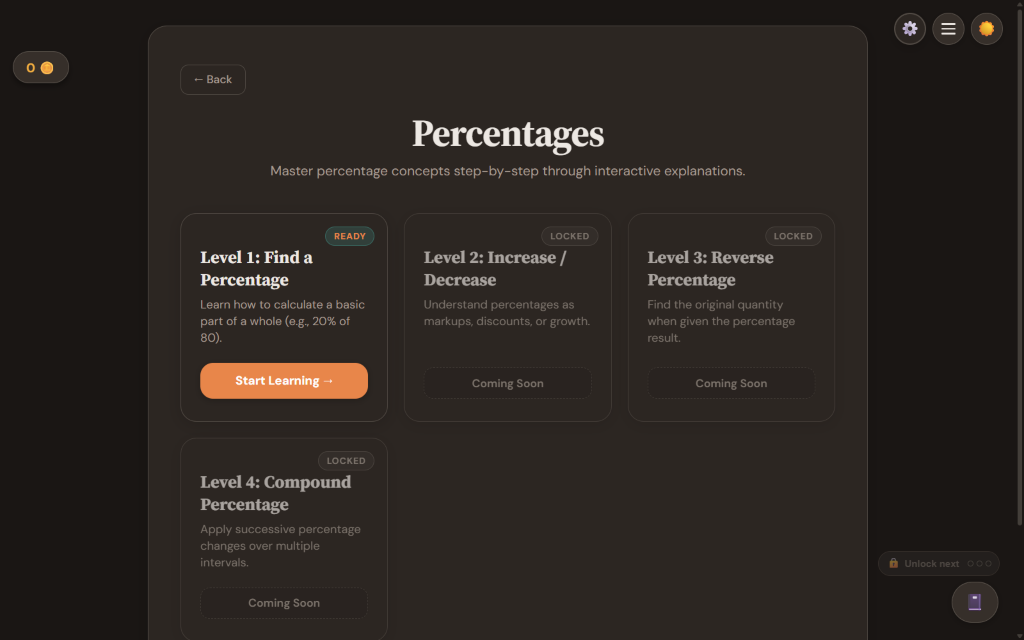 0
← Back
Percentages
Master percentage concepts step-by-step through interactive explanations.
READY
Level 1: Find a
Percentage
Learn how to calculate a basic
part of a whole (e.g., 20% of
80).
Start Learning →
LOCKED
Level 2: Increase /
Decrease
Understand percentages as
markups, discounts, or growth.
Coming Soon
LOCKED
Level 3: Reverse
Percentage
Find the original quantity
when given the percentage
result.
Coming Soon
LOCKED
Level 4: Compound
Percentage
Apply successive percentage
changes over multiple
intervals.
Coming Soon
Unlock next